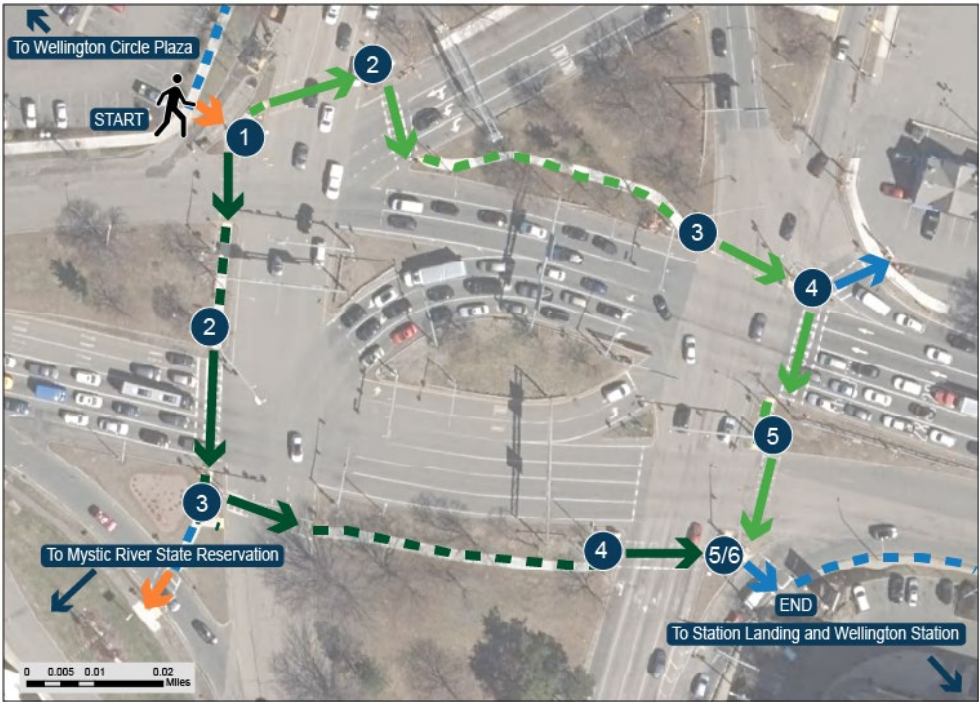 To Wellington Circle Plaza
START
1
2
3
4
5
2
3
4
5/6
To Mystic River State Reservation
END
To Station Landing and Wellington Station
0 0.005 0.01 0.02
Miles